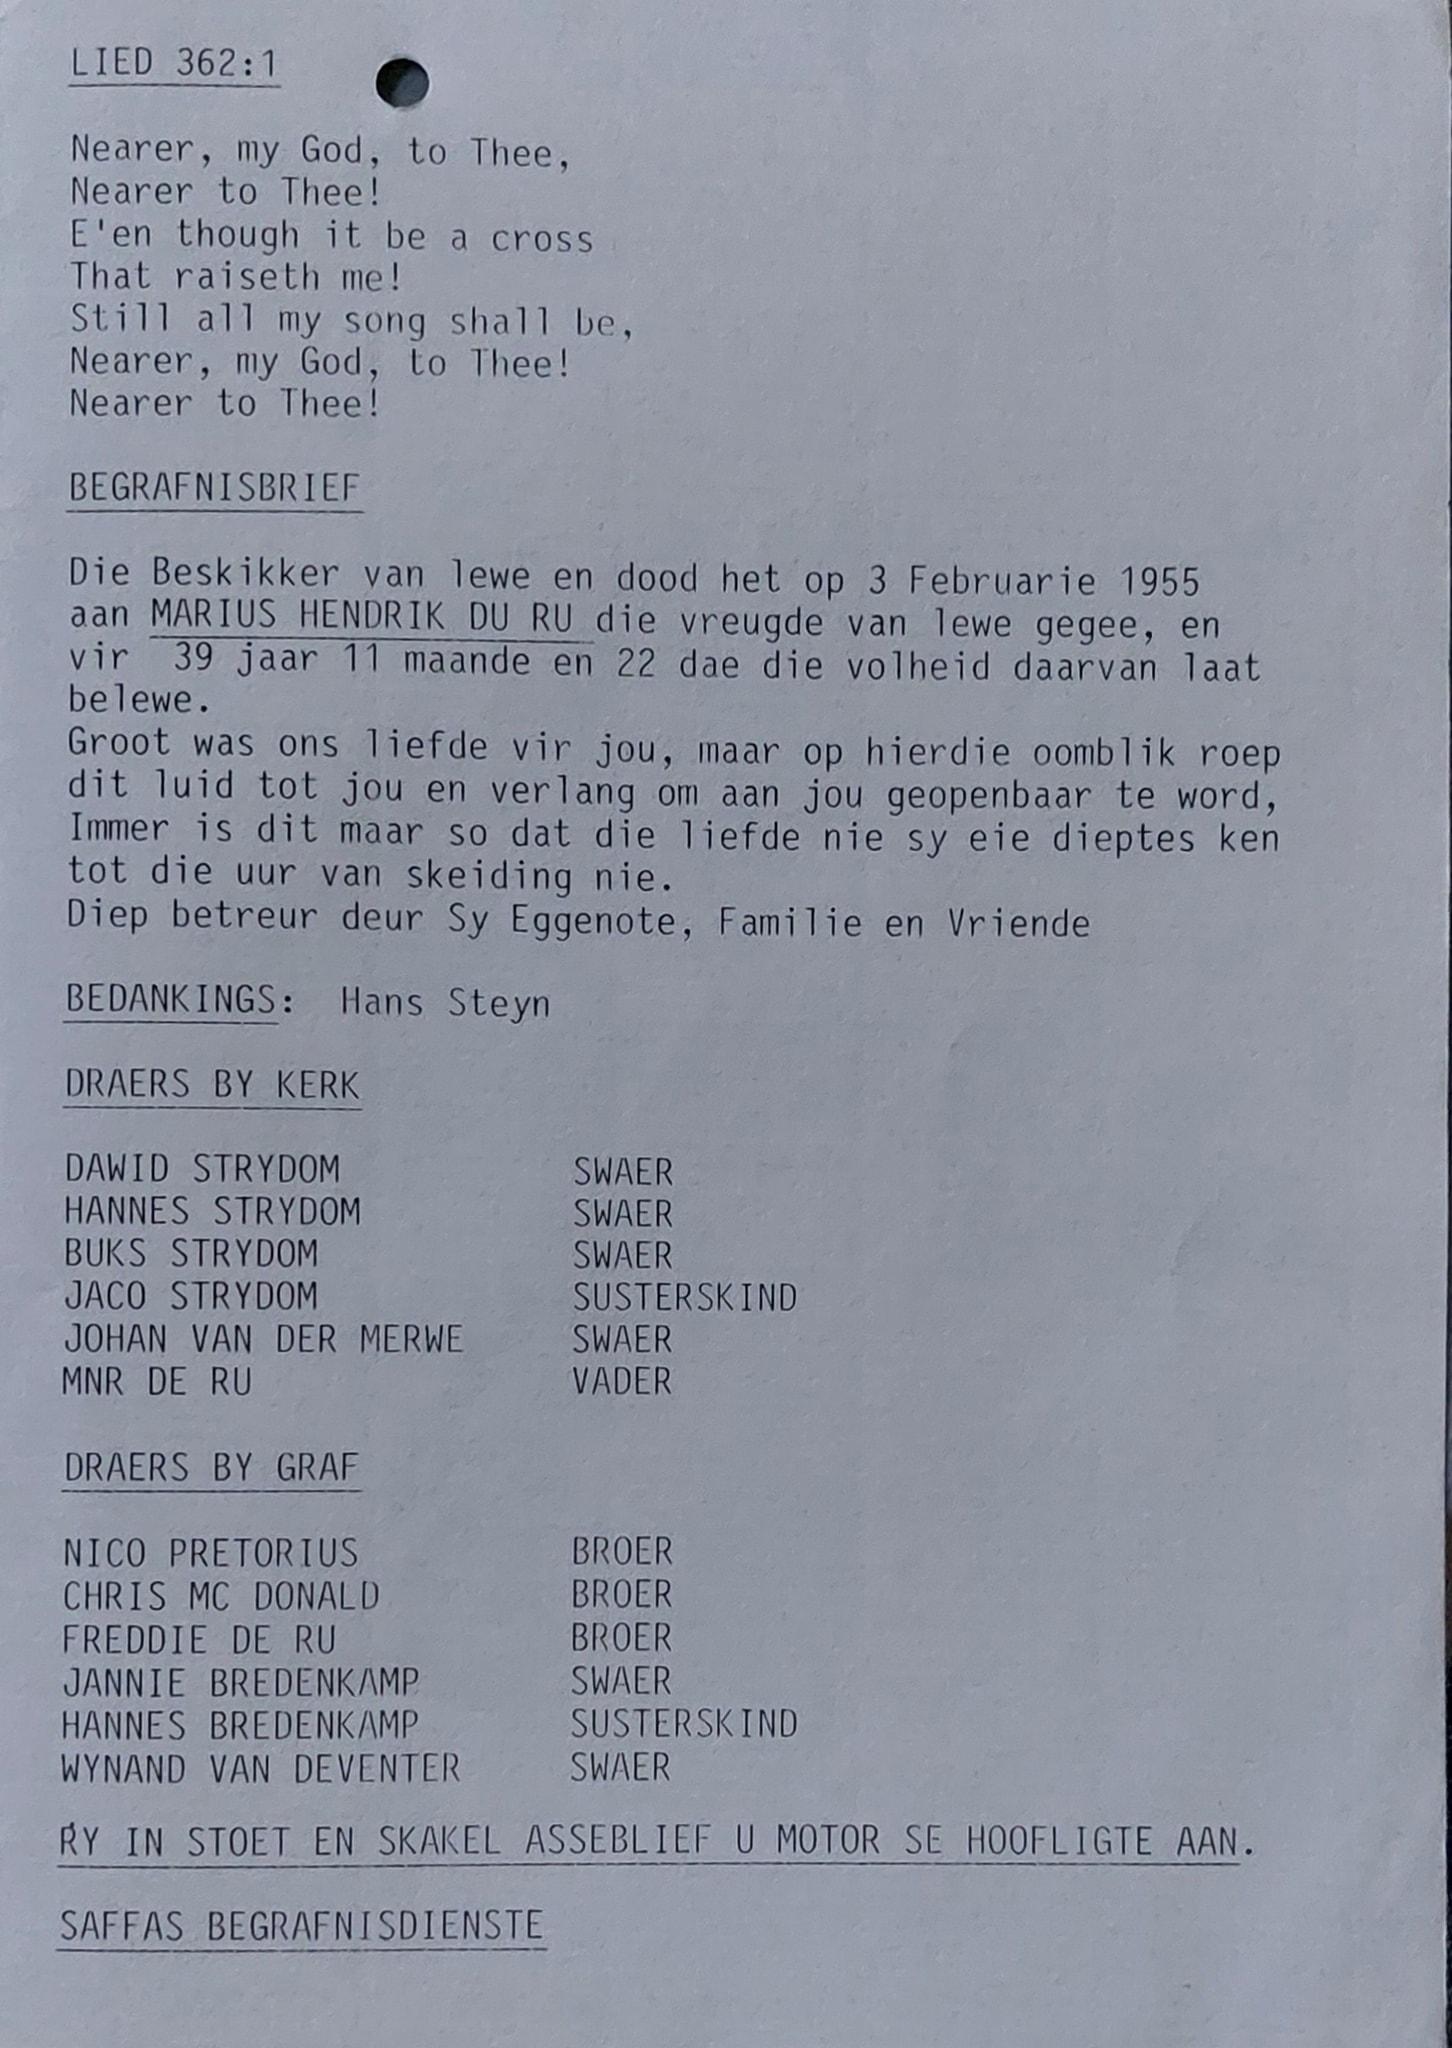 LIED 362:1
Nearer, my God, to Thee,
Nearer to Thee!
E'en though it be a cross
That raiseth me!
Still all my song shall be,
Nearer, my God, to Thee!
Nearer to Thee!
BEGRAFNISBRIEF
Die Beskikker van lewe en dood het op 3 Februarie 1955
aan MARIUS HENDRIK DU RU die vreugde van lewe gegee, en
vir 39 jaar 11 maande en 22 dae die volheid daarvan laat
belewe.
Groot was ons liefde vir jou, maar op hierdie oomblik roep
dit luid tot jou en verlang om aan jou geopenbaar te word,
Immer is dit maar so dat die liefde nie sy eie dieptes ken
tot die uur van skeiding nie.
Diep betreur deur Sy Eggenote, Familie en Vriende
BEDANKINGS: Hans Steyn
DRAERS BY KERK
DAWID STRYDOM SWAER
HANNES STRYDOM SWAER
BUKS STRYDOM SWAER
JACO STRYDOM SUSTERSKIND
JOHAN VAN DER MERWE SWAER
MNR DE RU VADER
DRAERS BY GRAF
NICO PRETORIUS BROER
CHRIS MC DONALD BROER
FREDDIE DE RU BROER
JANNIE BREDENKAMP SWAER
HANNES BREDENKAMP SUSTERSKIND
WYNAND VAN DEVENTER SWAER
RY IN STOET EN SKAKEL ASSEBLIEF U MOTOR SE HOOFLIGTE AAN.
SAFFAS BEGRAFNISDIENSTE